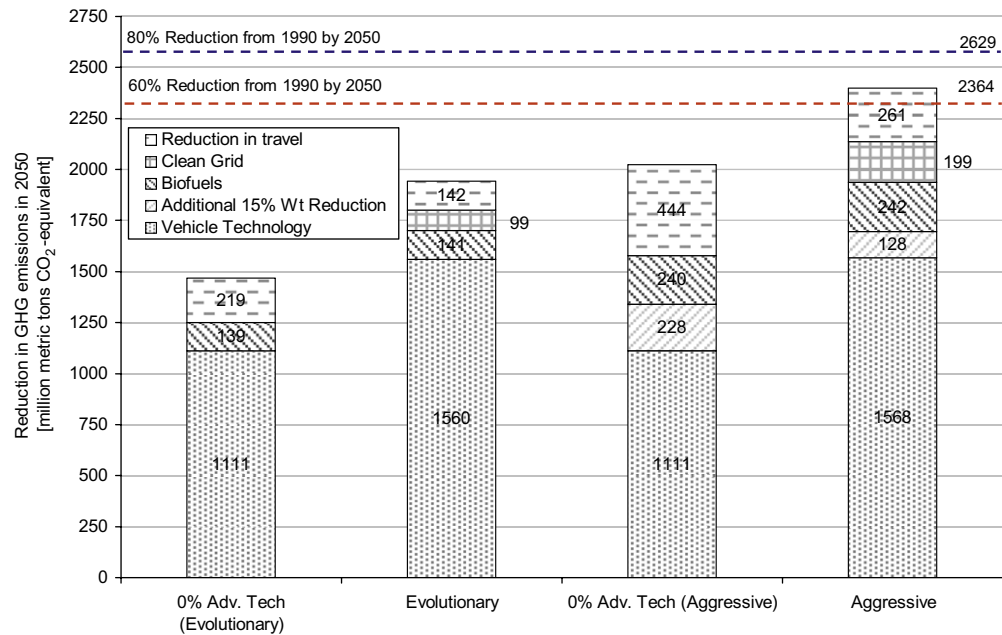 2750
2500
2250
2000
1750
1500
1250
1000
750
500
250
0
Reduction in GHG emissions in 2050
[million metric tons CO₂-equivalent]
80% Reduction from 1990 by 2050
2629
60% Reduction from 1990 by 2050
2364
Reduction in travel
Clean Grid
Biofuels
Additional 15% Wt Reduction
Vehicle Technology
219
139
1111
142
99
141
1560
444
240
228
1111
261
199
242
128
1568
0% Adv. Tech
(Evolutionary)
Evolutionary
0% Adv. Tech (Aggressive)
Aggressive